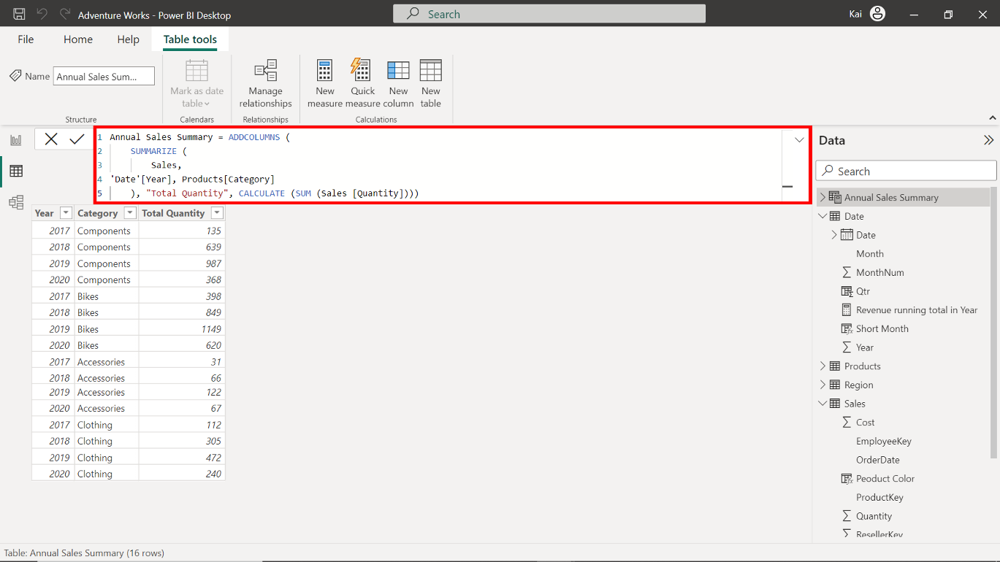 Adventure Works - Power BI Desktop
Search
Kai
File Home Help Table tools
Name Annual Sales Sum...
Mark as date table
Manage relationships
New measure
Quick measure
New column
New table
Structure Calendars Relationships Calculations
1 Annual Sales Summary = ADDCOLUMNS (
2 SUMMARIZE (
3 Sales,
4 'Date'[Year], Products[Category]
5 ), "Total Quantity", CALCULATE (SUM (Sales [Quantity])))
Year Category Total Quantity
2017 Components 135
2018 Components 639
2019 Components 987
2020 Components 368
2017 Bikes 398
2018 Bikes 849
2019 Bikes 1149
2020 Bikes 620
2017 Accessories 31
2018 Accessories 66
2019 Accessories 122
2020 Accessories 67
2017 Clothing 112
2018 Clothing 305
2019 Clothing 472
2020 Clothing 240
Data
Search
Annual Sales Summary
Date
Date
Month
MonthNum
Qtr
Revenue running total in Year
Short Month
Year
Products
Region
Sales
Cost
EmployeeKey
OrderDate
Peoduct Color
ProductKey
Quantity
ResellerKey
Table: Annual Sales Summary (16 rows)